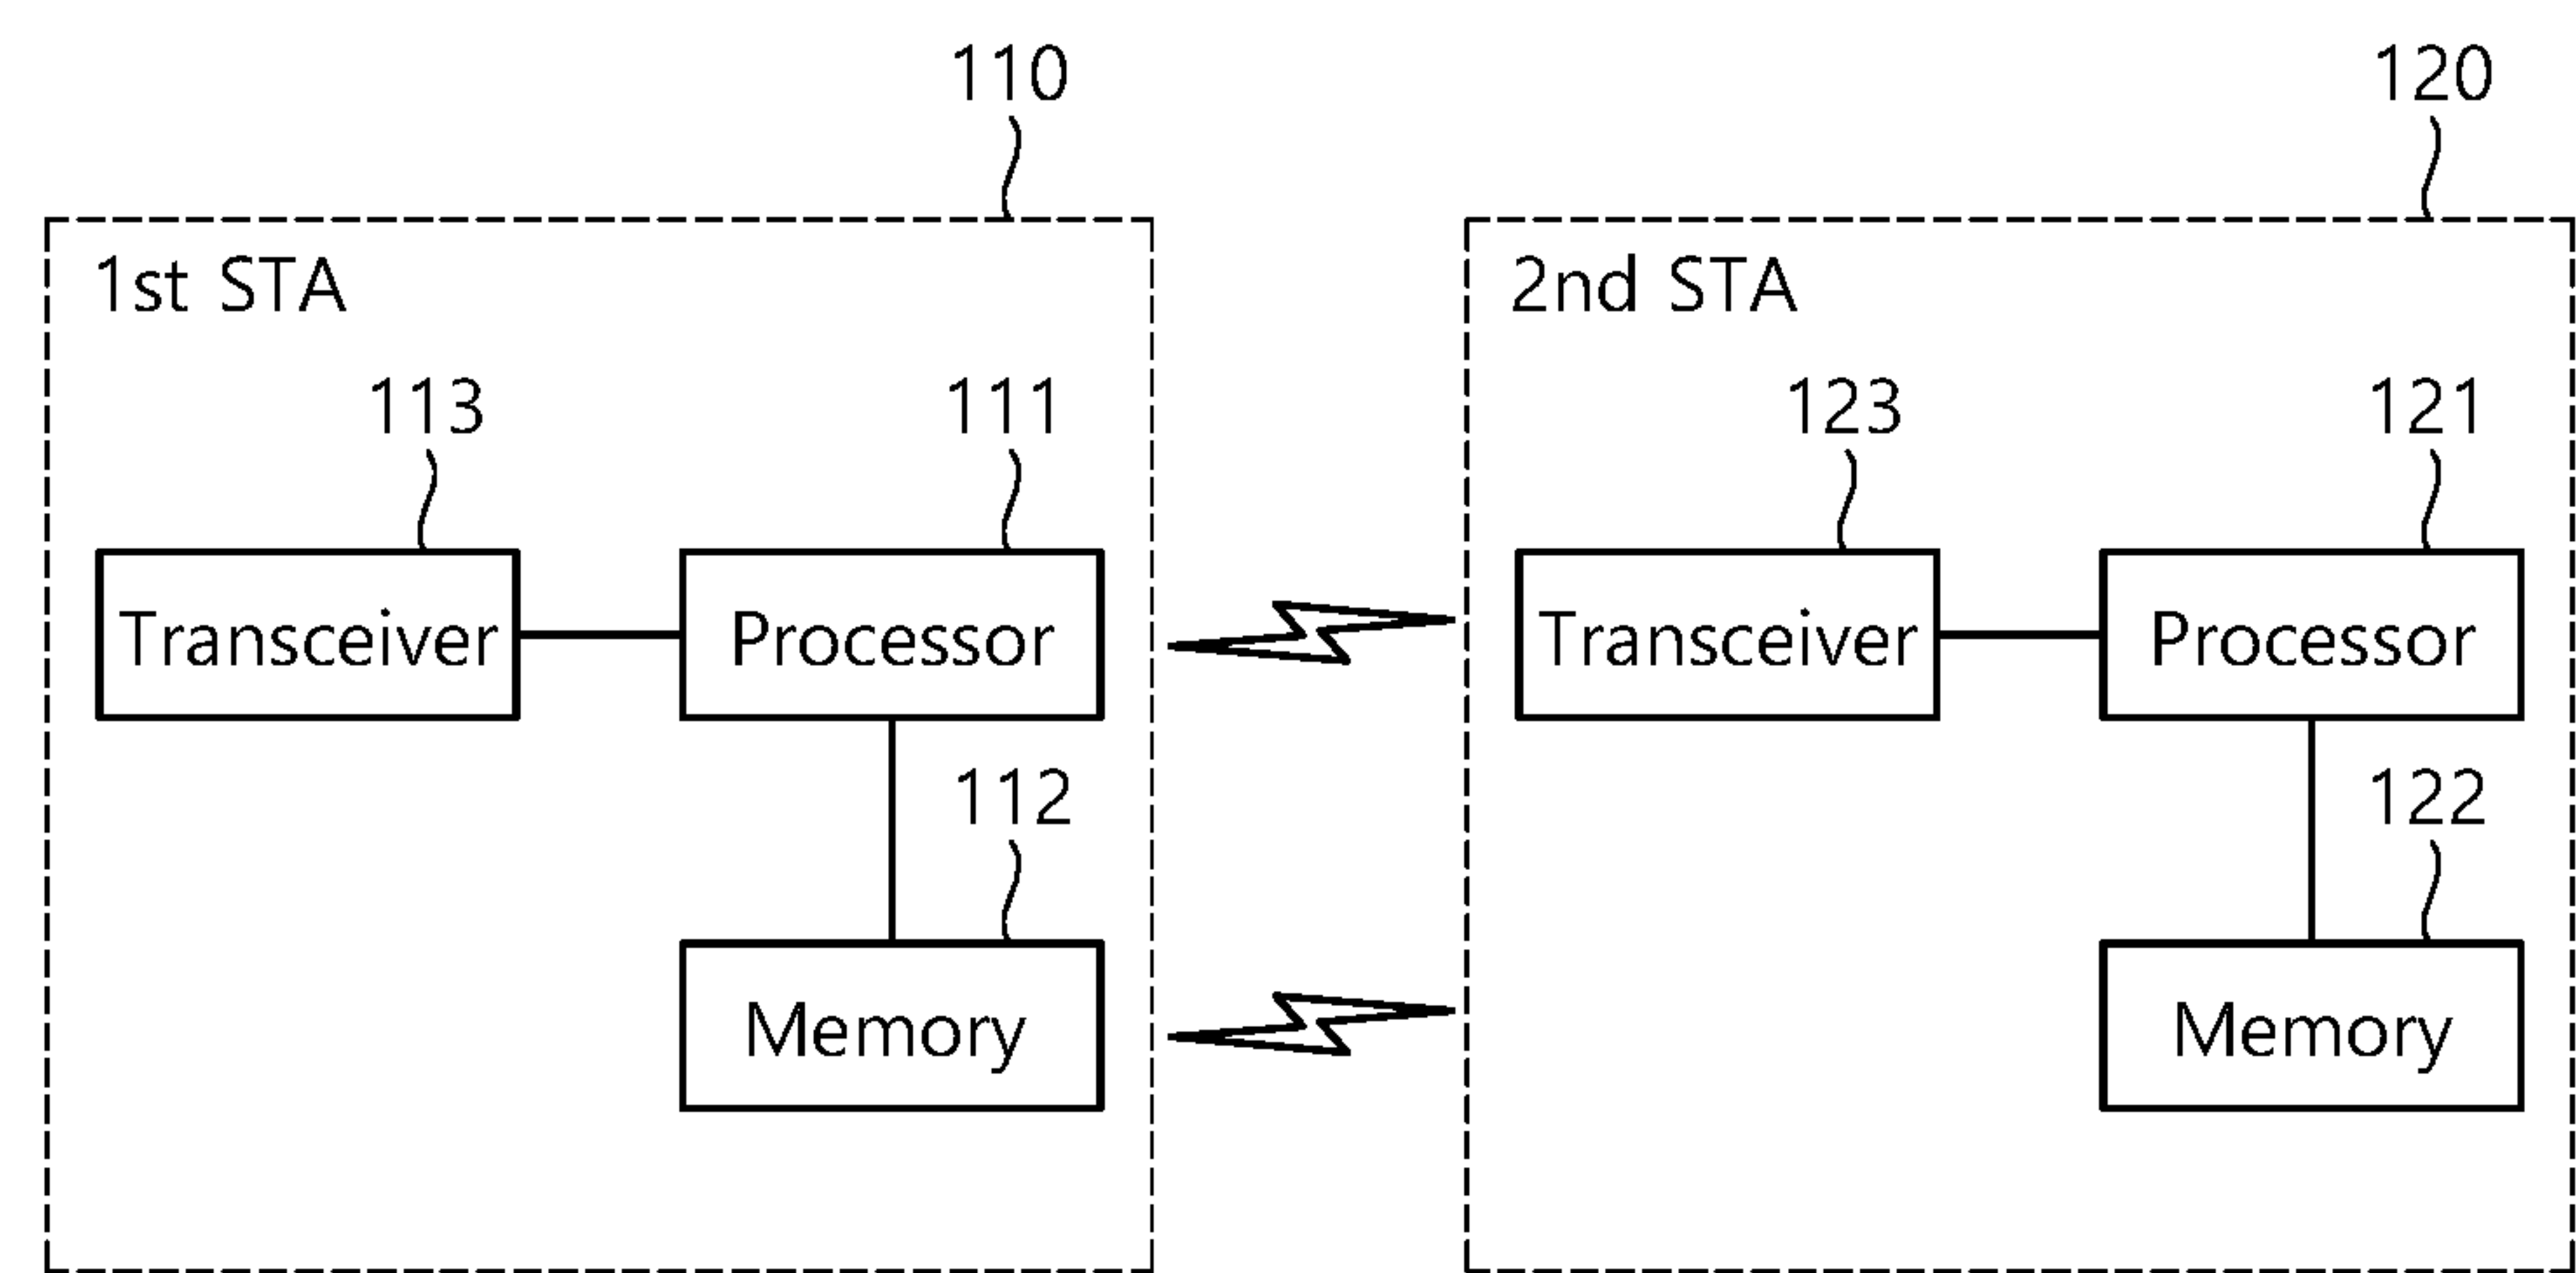 110
120
1st STA
2nd STA
113
111
123
121
Transceiver
Processor
Transceiver
Processor
112
122
Memory
Memory